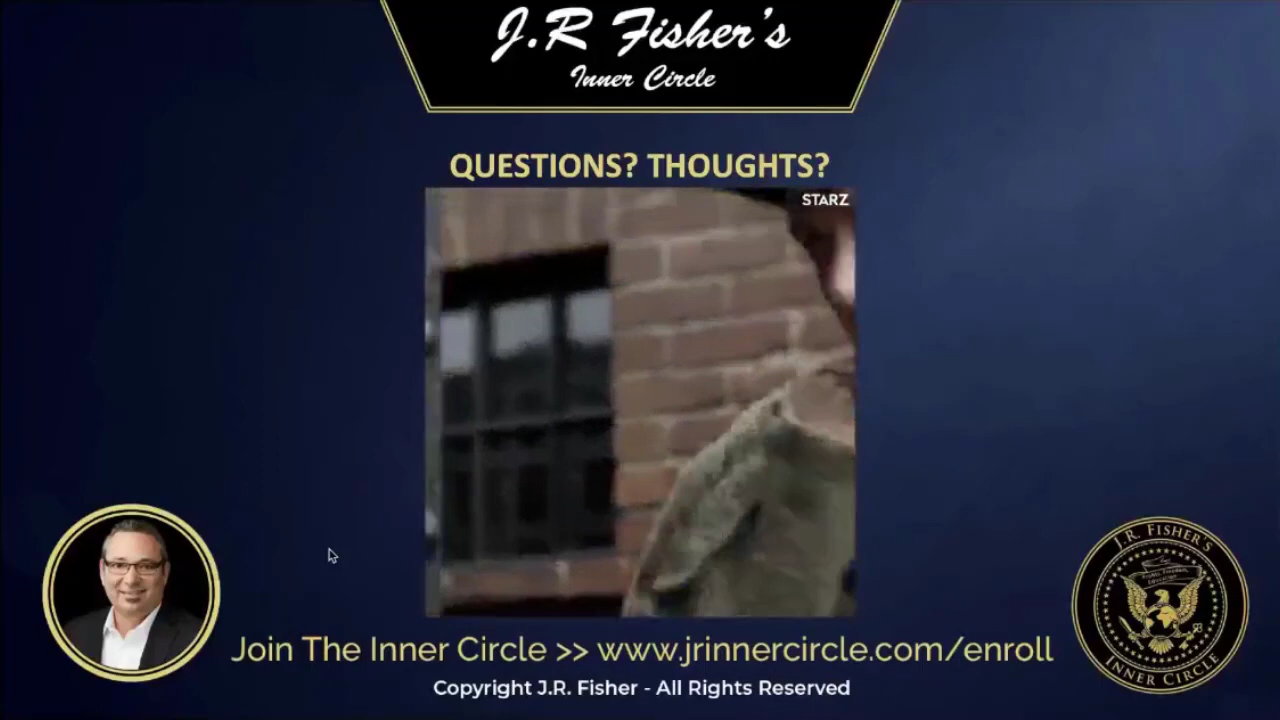 J.R Fisher's
Inner Circle
QUESTIONS? THOUGHTS?
STARZ
J.R. FISHER'S
INNER CIRCLE
Join The Inner Circle >> www.jrinnercircle.com/enroll
Copyright J.R. Fisher - All Rights Reserved